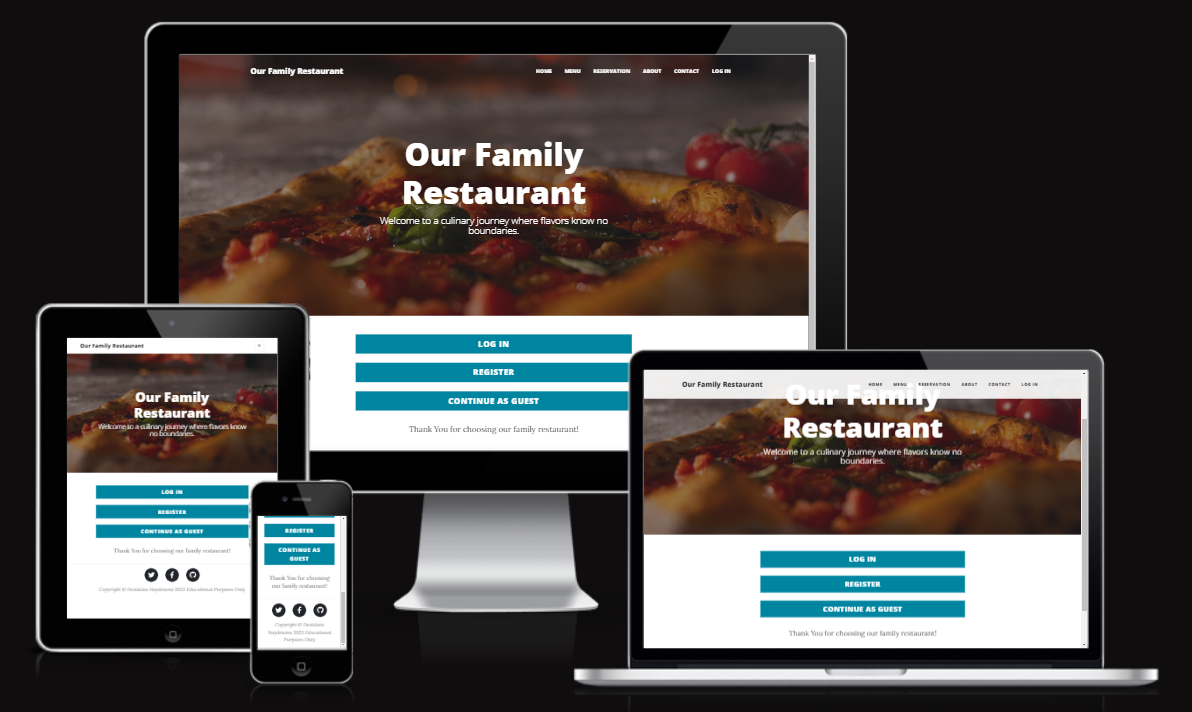 Our Family Restaurant
HOME MENU RESERVATION ABOUT CONTACT LOG IN
Our Family
Restaurant
Welcome to a culinary journey where flavors know no
boundaries.
LOG IN
REGISTER
CONTINUE AS GUEST
Thank You for choosing our family restaurant!
Our Family Restaurant
Our Family
Restaurant
Welcome to a culinary journey where flavors know
no boundaries.
LOG IN
REGISTER
CONTINUE AS GUEST
Thank You for choosing our family restaurant!
Copyright © Naydenova 2023 Educational Purposes Only
REGISTER
CONTINUE AS
GUEST
Thank You for choosing
our family restaurant!
Copyright ©
Naydenova 2023 Educational
Purposes Only
Our Family Restaurant
HOME MENU RESERVATION ABOUT CONTACT LOG IN
Our Family
Restaurant
Welcome to a culinary journey where flavors know no
boundaries.
LOG IN
REGISTER
CONTINUE AS GUEST
Thank You for choosing our family restaurant!